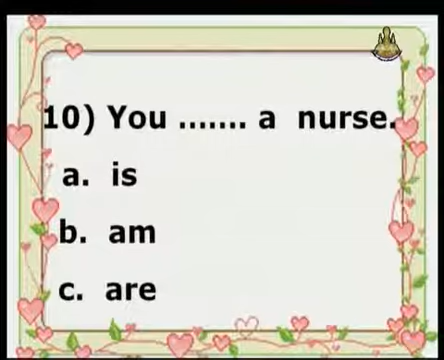 10) You ....... a nurse.
a. is
b. am
c. are